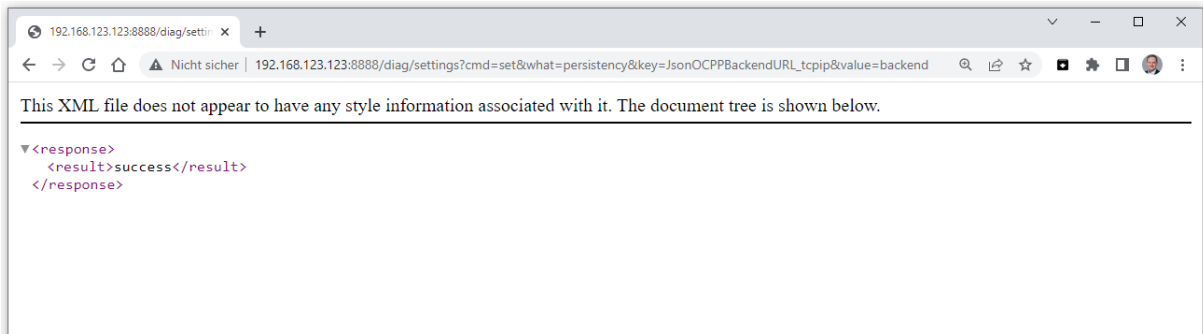 192.168.123.123:8888/diag/settin
Nicht sicher | 192.168.123.123:8888/diag/settings?cmd=set&what=persistency&key=JsonOCPPBackendURL_tcpip&value=backend
This XML file does not appear to have any style information associated with it. The document tree is shown below.
<response>
<result>success</result>
</response>